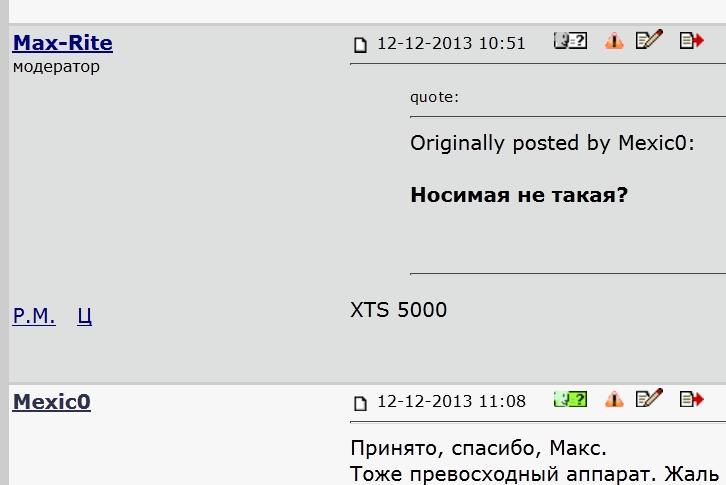 Max-Rite
модератор
12-12-2013 10:51
quote:
Originally posted by Mexic0:
Носимая не такая?
XTS 5000
P.M. Ц
Mexic0
12-12-2013 11:08
Принято, спасибо, Макс.
Тоже превосходный аппарат. Жаль